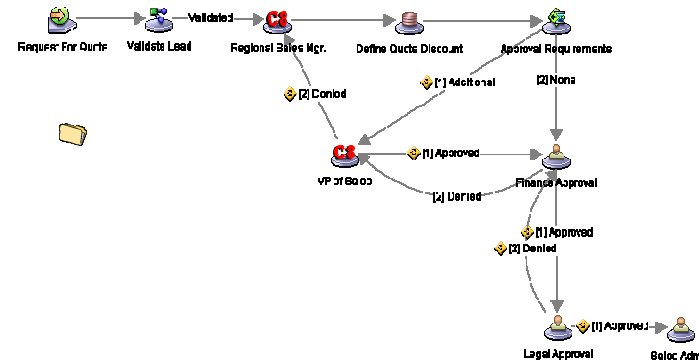 Validated
Request For Quote
Validate Lead
Regional Sales Mgr.
Define Quote Discount
Approval Requirements
[1] Additional
[2] None
[2] Denied
[1] Approved
VP of Sales
Finance Approval
[2] Denied
[1] Approved
[2] Denied
[1] Approved
Legal Approval